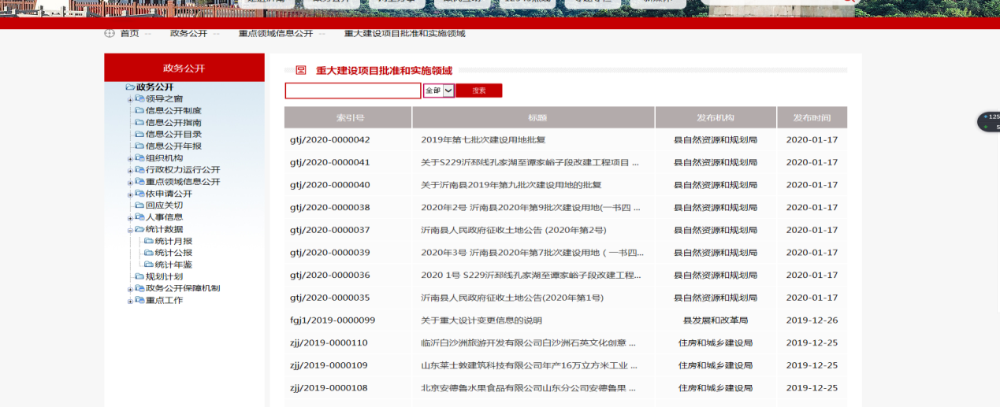 首页 -- 政务公开 -- 重点领域信息公开 -- 重大建设项目批准和实施领域
政务公开
政务公开
领导之窗
信息公开制度
信息公开指南
信息公开目录
信息公开年报
组织机构
行政权力运行公开
重点领域信息公开
依申请公开
回应关切
人事信息
统计数据
统计月报
统计公报
统计年鉴
规划计划
政务公开保障机制
重点工作
重大建设项目批准和实施领域
全部 搜索
索引号 标题 发布机构 发布时间
gtj/2020-0000042 2019年第七批次建设用地批复 县自然资源和规划局 2020-01-17
gtj/2020-0000041 关于S229沂邳线孔家湖至谭家峪子段改建工程项目 ... 县自然资源和规划局 2020-01-17
gtj/2020-0000040 关于沂南县2019年第九批次建设用地的批复 县自然资源和规划局 2020-01-17
gtj/2020-0000038 2020年2号 沂南县2020年第9批次建设用地(一书四 ... 县自然资源和规划局 2020-01-17
gtj/2020-0000037 沂南县人民政府征收土地公告 (2020年第2号) 县自然资源和规划局 2020-01-17
gtj/2020-0000039 2020年3号 沂南县2020年第7批次建设用地（一书四... 县自然资源和规划局 2020-01-17
gtj/2020-0000036 2020 1号 S229沂邳线孔家湖至谭家峪子段改建工程... 县自然资源和规划局 2020-01-17
gtj/2020-0000035 沂南县人民政府征收土地公告(2020年第1号) 县自然资源和规划局 2020-01-17
fgj1/2019-0000099 关于重大设计变更信息的说明 县发展和改革局 2019-12-26
zjj/2019-0000110 临沂白沙洲旅游开发有限公司白沙洲石英文化创意 ... 住房和城乡建设局 2019-12-25
zjj/2019-0000109 山东莱士敦建筑科技有限公司年产16万立方米工业 ... 住房和城乡建设局 2019-12-25
zjj/2019-0000108 北京安德鲁水果食品有限公司山东分公司安德鲁果 ... 住房和城乡建设局 2019-12-25